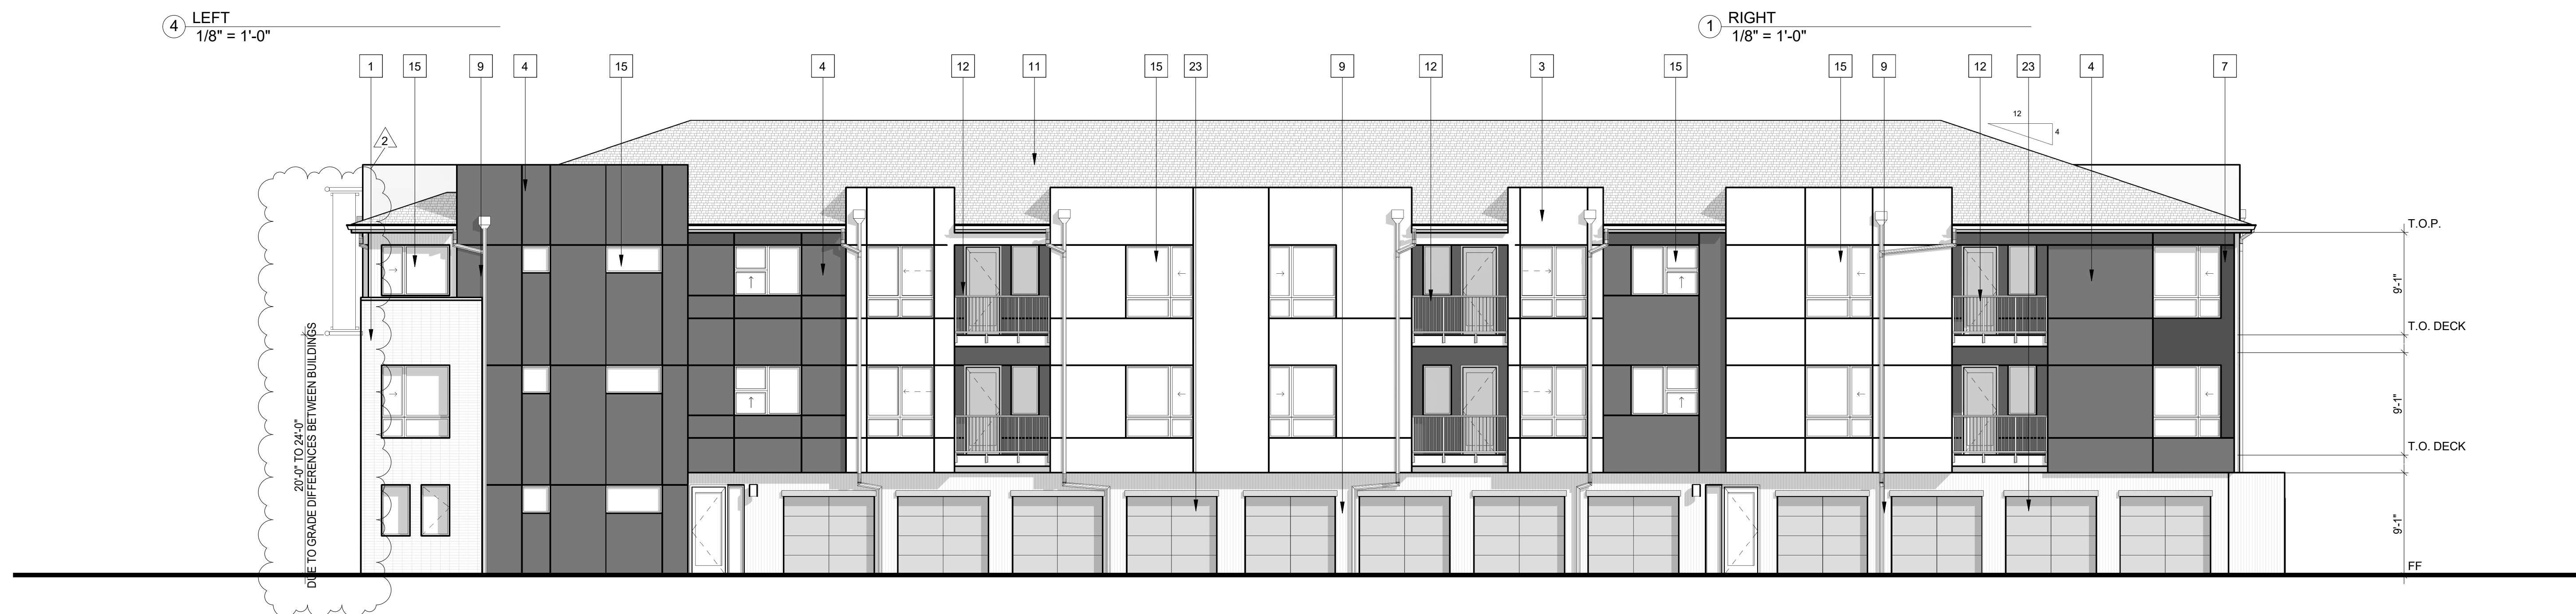 4 LEFT
1/8" = 1'-0"
1 RIGHT
1/8" = 1'-0"
1 15 9 4 15 4 12 11 15 23 9 12 3 15 15 9 12 23 4 7
2
12
4
T.O.P.
9'-1"
T.O. DECK
9'-1"
T.O. DECK
9'-1"
FF
20'-0" TO 24'-0"
DUE TO GRADE DIFFERENCES BETWEEN BUILDINGS